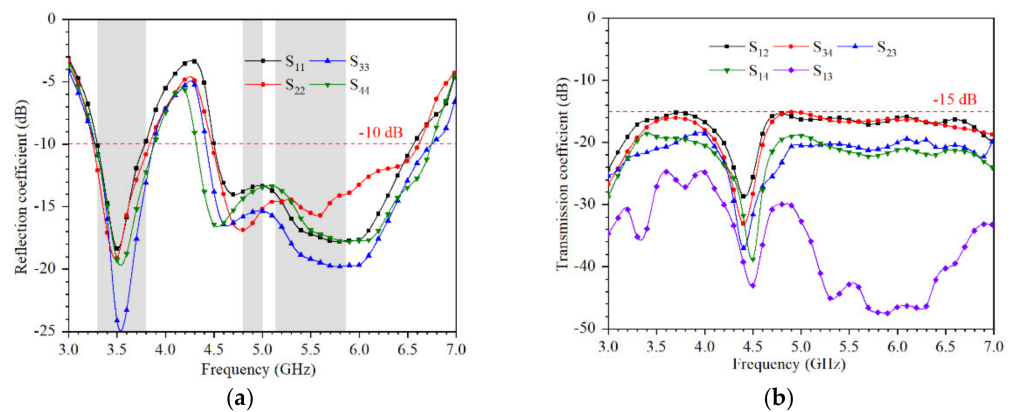 0
-5
-10
-15
-20
-25
Reflection coefficient (dB)
S11 S33
S22 S44
-10 dB
3.0 3.5 4.0 4.5 5.0 5.5 6.0 6.5 7.0
Frequency (GHz)
(a)
0
-10
-20
-30
-40
-50
Transmission coefficient (dB)
S12 S34 S23
S14 S13
-15 dB
3.0 3.5 4.0 4.5 5.0 5.5 6.0 6.5 7.0
Frequency (GHz)
(b)